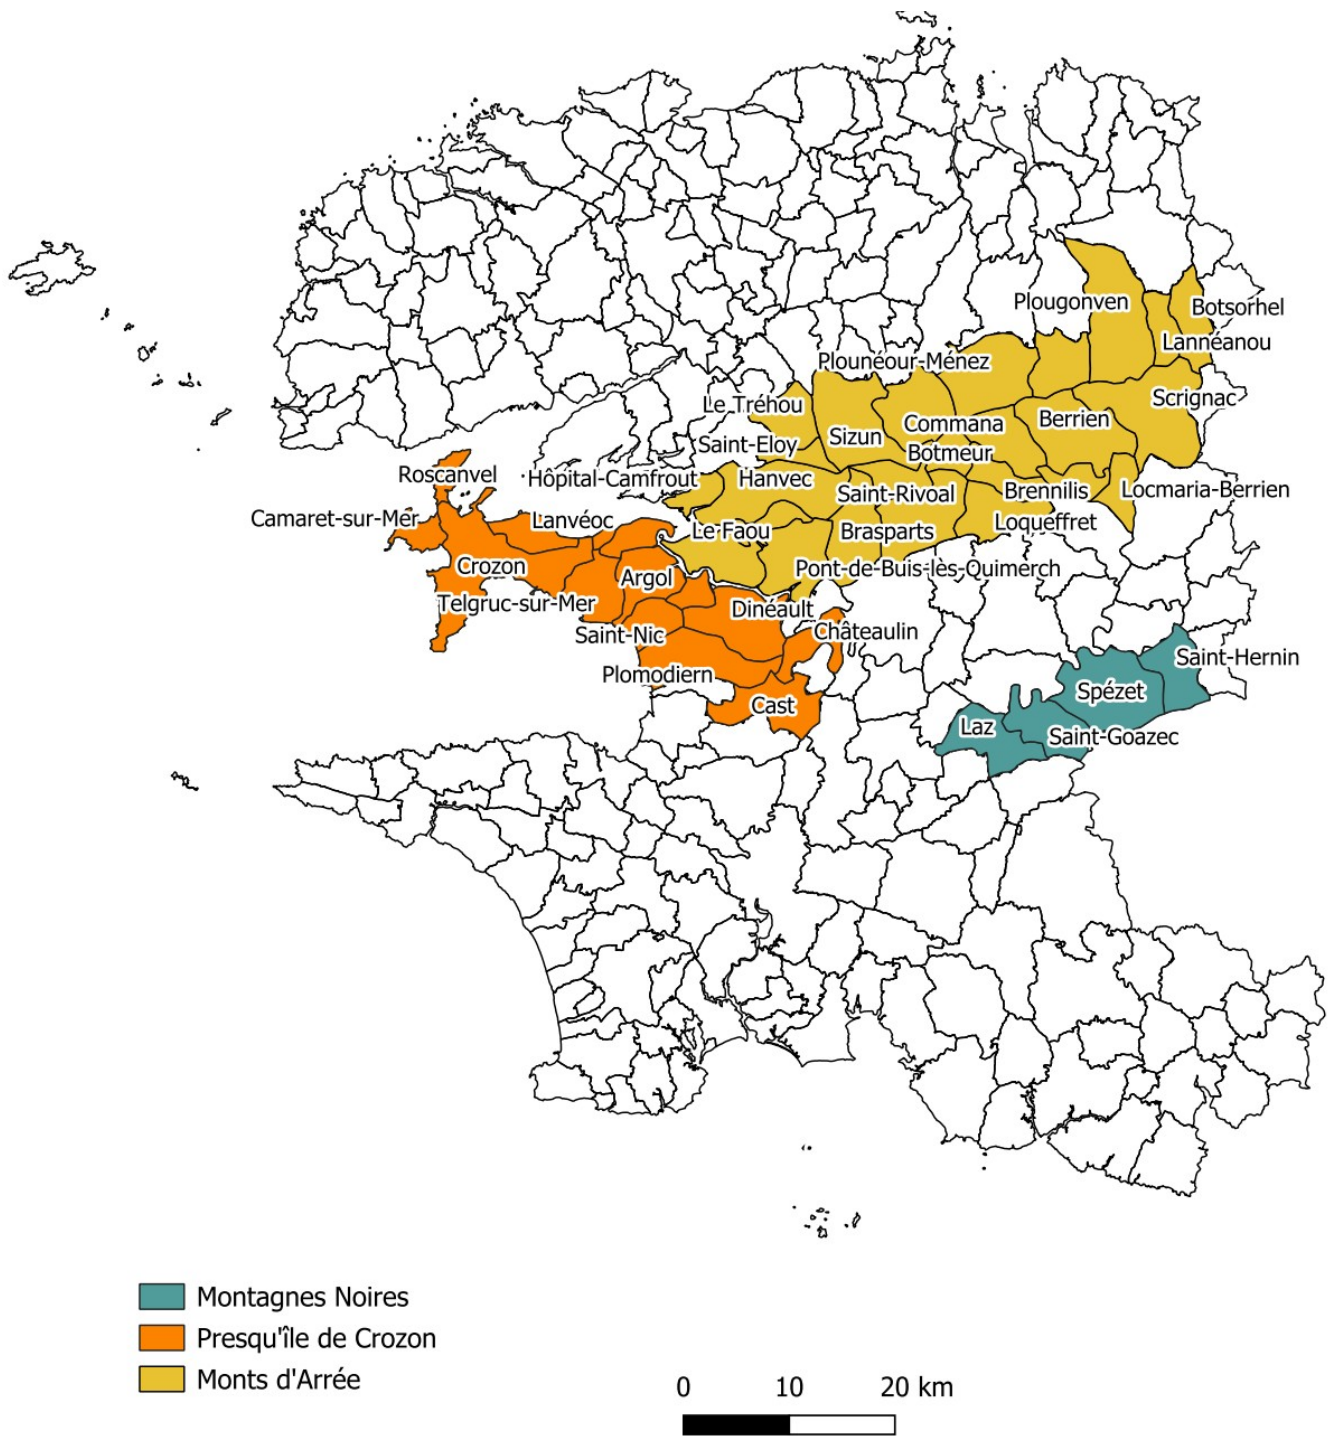 Plougonven
Botsorhel
Lannéanou
Plounéour-Ménez
Scrignac
Le Tréhou
Commana
Berrien
Sizun
Saint-Eloy
Botmeur
Roscanvel
Hôpital-Camfrout
Hanvec
Saint-Rivoal
Brennilis
Locmaria-Berrien
Camaret-sur-Mer
Lanvéoc
Le Faou
Brasparts
Loqueffret
Crozon
Argol
Pont-de-Buis-lès-Quimerch
Telgruc-sur-Mer
Dinéault
Saint-Nic
Châteaulin
Saint-Hernin
Plomodiern
Spézet
Cast
Laz
Saint-Goazec
Montagnes Noires
Presqu'île de Crozon
Monts d'Arrée
0 10 20 km